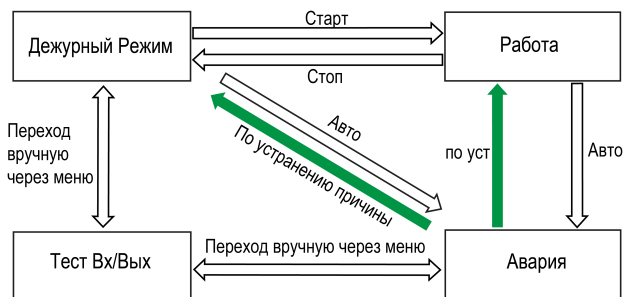 Старт
Дежурный Режим
Работа
Стоп
Переход
вручную
через меню
Авто
По устранению причины
по уст
Авто
Тест Вх/Вых
Переход вручную через меню
Авария